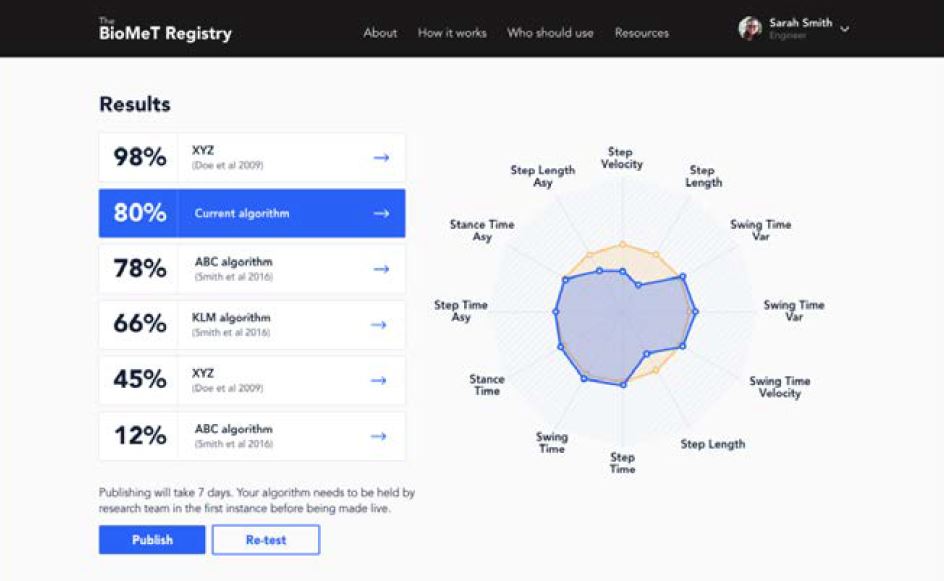 The
BioMeT Registry
About
How it works
Who should use
Resources
Sarah Smith
Engineer
Results
98%
XYZ
(Doe et al 2009)
80%
Current algorithm
78%
ABC algorithm
(Smith et al 2016)
66%
KLM algorithm
(Smith et al 2016)
45%
XYZ
(Doe et al 2009)
12%
ABC algorithm
(Smith et al 2016)
Publishing will take 7 days. Your algorithm needs to be held by
research team in the first instance before being made live.
Publish
Re-test
Step
Velocity
Step
Length
Swing Time
Var
Swing Time
Var
Swing Time
Velocity
Step Length
Step
Time
Swing
Time
Stance
Time
Step Time
Asy
Stance Time
Asy
Step Length
Asy